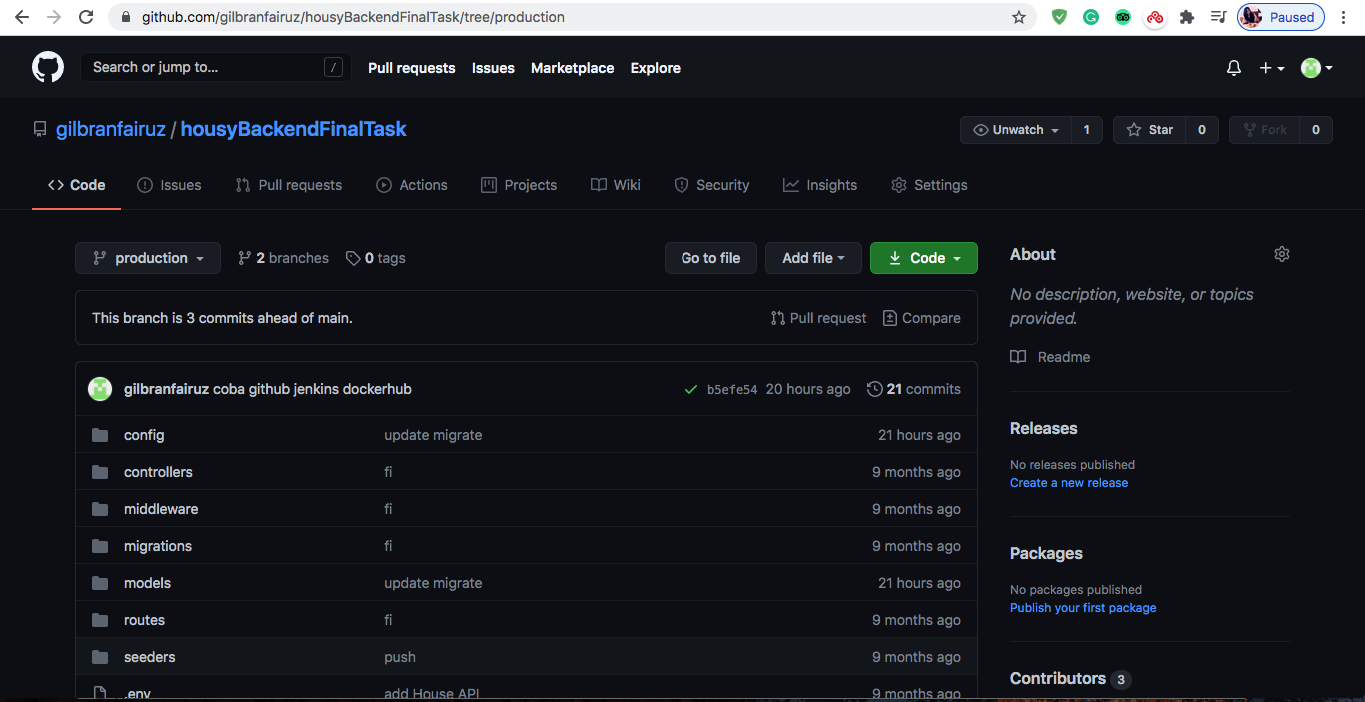 github.com/gilbranfairuz/housyBackendFinalTask/tree/production
Paused
Search or jump to...
/
Pull requests
Issues
Marketplace
Explore
gilbranfairuz / housyBackendFinalTask
Unwatch
1
Star
0
Fork
0
Code
Issues
Pull requests
Actions
Projects
Wiki
Security
Insights
Settings
production
2 branches
0 tags
Go to file
Add file
Code
This branch is 3 commits ahead of main.
Pull request
Compare
gilbranfairuz coba github jenkins dockerhub
b5efe54 20 hours ago
21 commits
config update migrate 21 hours ago
controllers fi 9 months ago
middleware fi 9 months ago
migrations fi 9 months ago
models update migrate 21 hours ago
routes fi 9 months ago
seeders push 9 months ago
.env add House API 9 months ago
About
No description, website, or topics
provided.
Readme
Releases
No releases published
Create a new release
Packages
No packages published
Publish your first package
Contributors 3